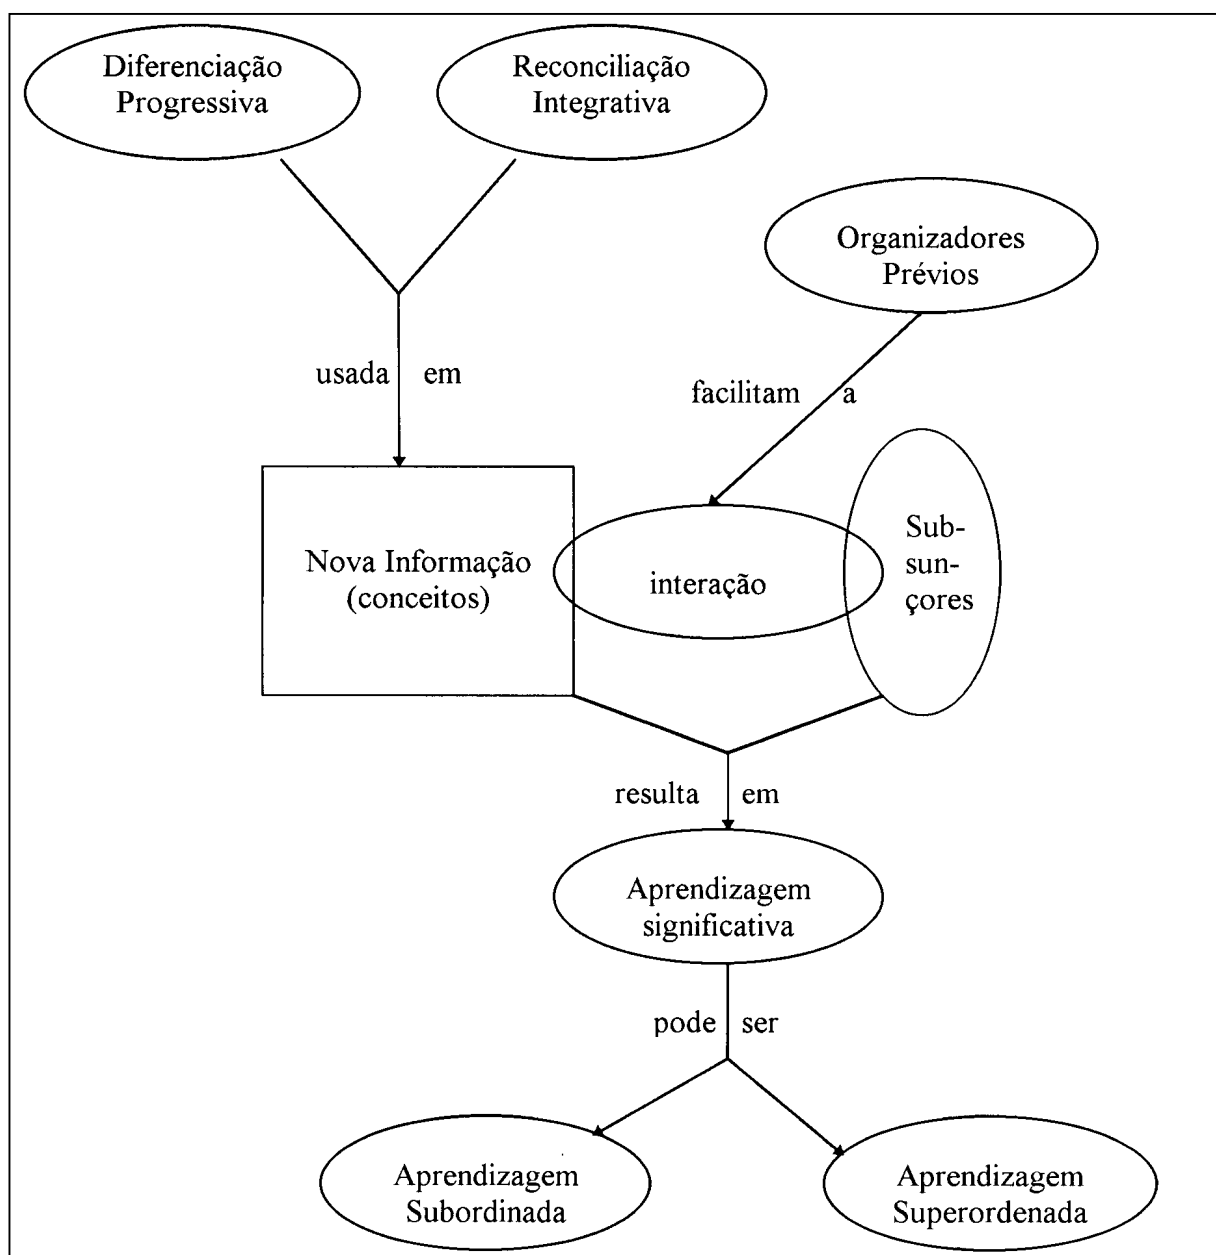 Diferenciação
Progressiva
Reconciliação
Integrativa
Organizadores
Prévios
usada em
facilitam a
Nova Informação
(conceitos)
interação
Sub-
sun-
çores
resulta em
Aprendizagem
significativa
pode ser
Aprendizagem
Subordinada
Aprendizagem
Superordenada